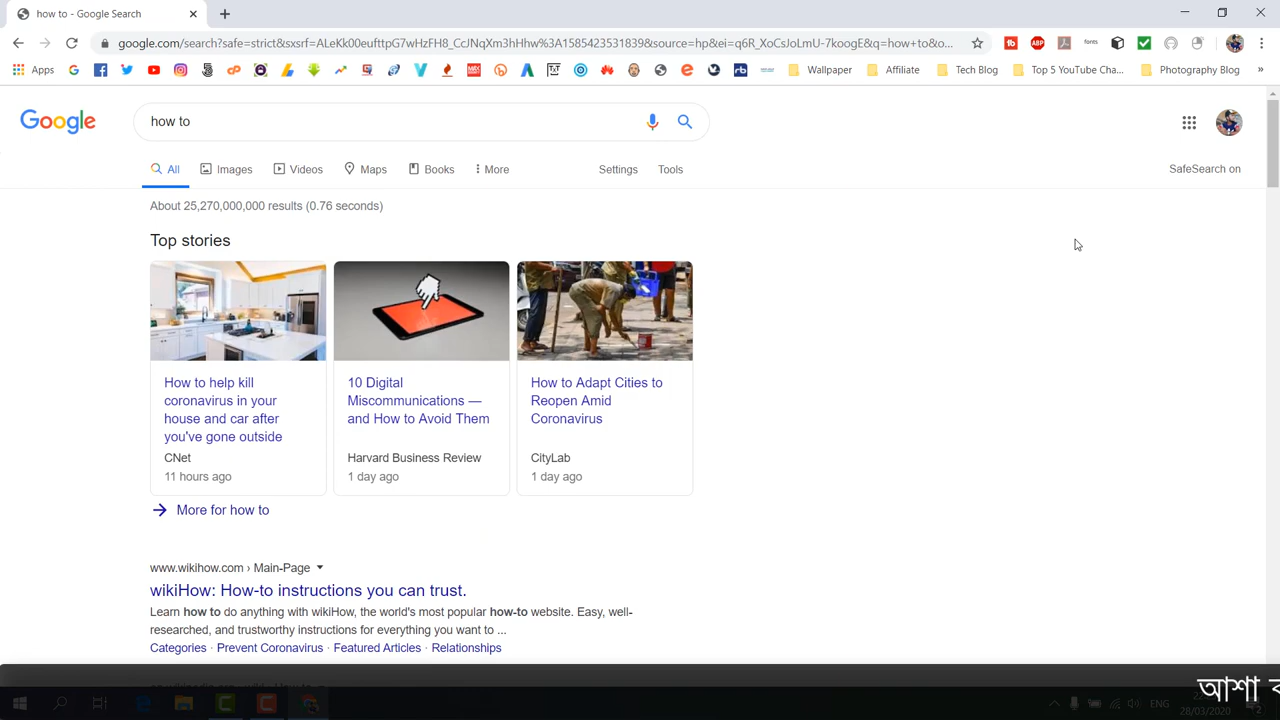 how to - Google Search
google.com/search?safe=strict&sxsrf=ALeKk00eufttpG7wHzFHg_CcJNqXm3hHhw%3A1585423531839&source=hp&ei=q6R_XoCsJoLmU-7koogE&q=how+to&o...
Apps
Wallpaper
Affiliate
Tech Blog
Top 5 YouTube Cha...
Photography Blog
Google
how to
All
Images
Videos
Maps
Books
More
Settings
Tools
SafeSearch on
About 25,270,000,000 results (0.76 seconds)
Top stories
How to help kill
coronavirus in your
house and car after
you've gone outside
CNet
11 hours ago
10 Digital
Miscommunications —
and How to Avoid Them
Harvard Business Review
1 day ago
How to Adapt Cities to
Reopen Amid
Coronavirus
CityLab
1 day ago
More for how to
www.wikihow.com › Main-Page
wikiHow: How-to instructions you can trust.
Learn how to do anything with wikiHow, the world's most popular how-to website. Easy, well-
researched, and trustworthy instructions for everything you want to ...
Categories · Prevent Coronavirus · Featured Articles · Relationships
আশা
ENG
28/03/2020